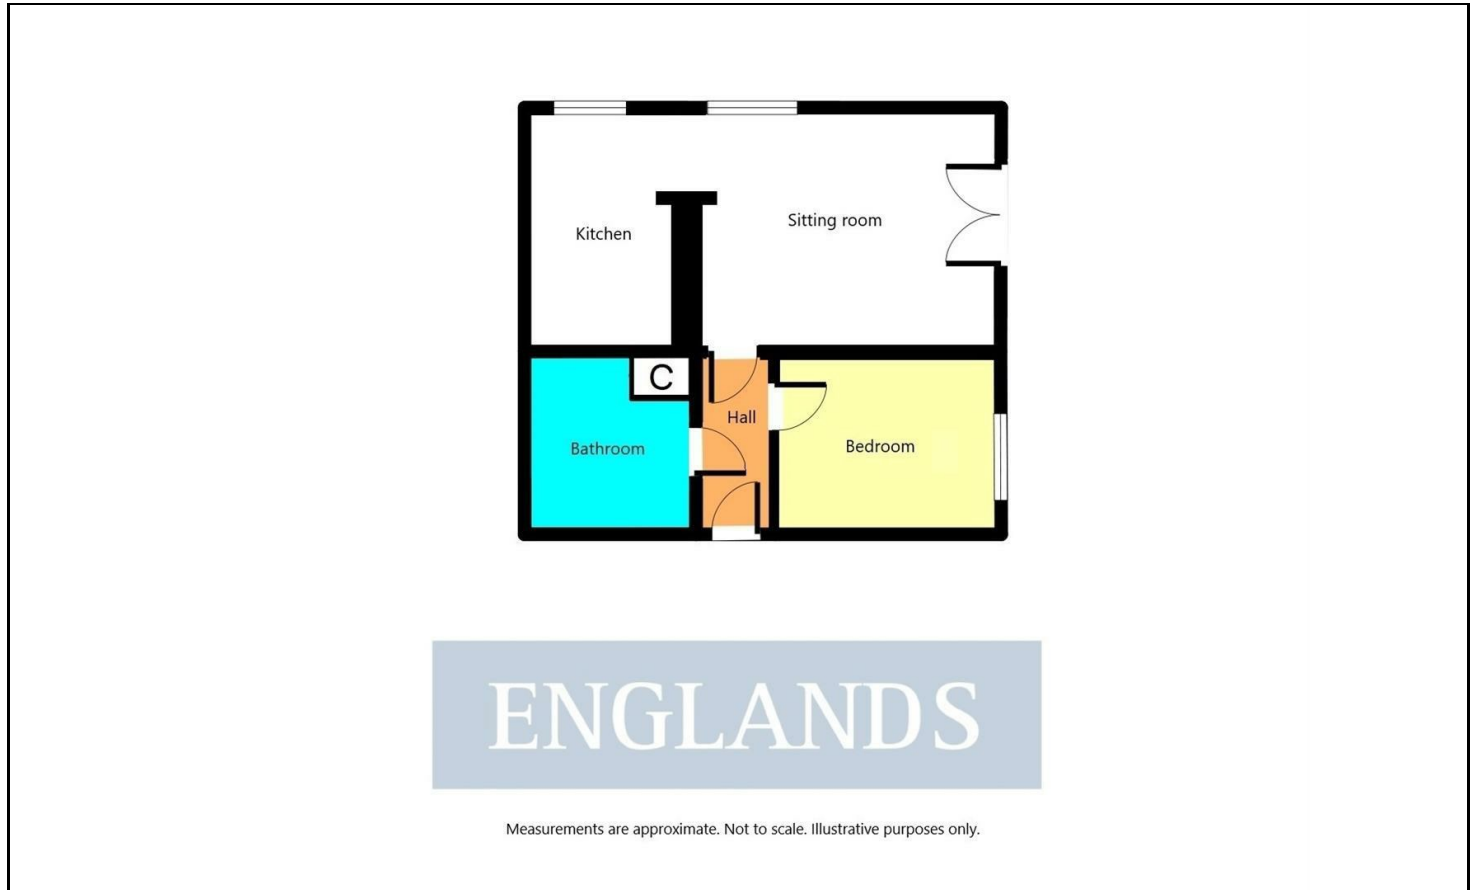 Sitting room
Kitchen
C
Hall
Bathroom
Bedroom
ENGLANDS
Measurements are approximate. Not to scale. Illustrative purposes only.